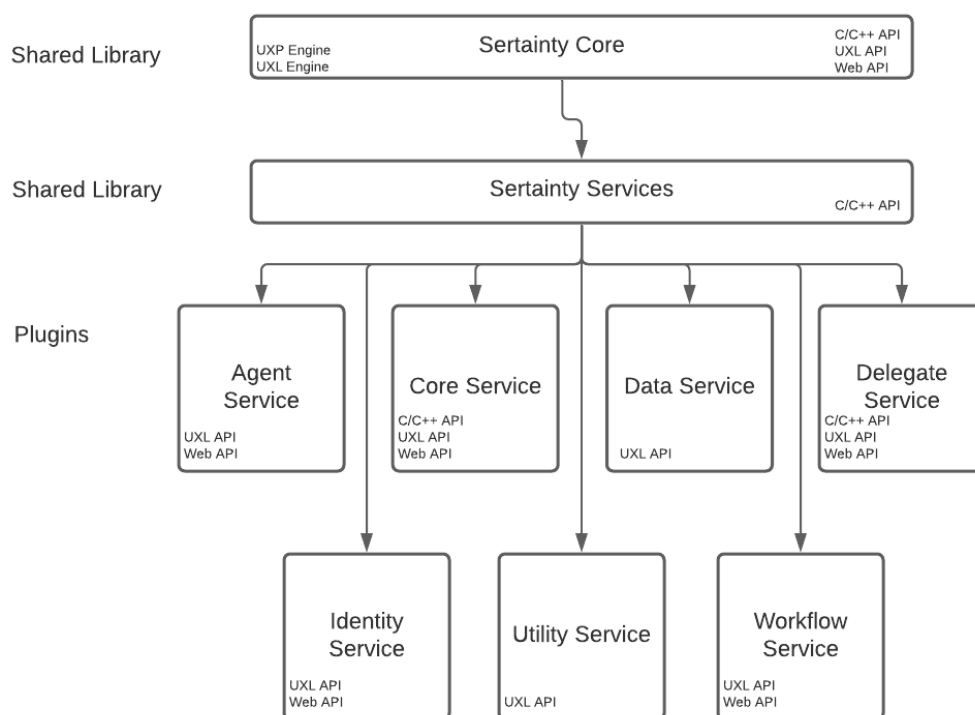 Shared Library
Sertainty Core
UXP Engine
UXL Engine
C/C++ API
UXL API
Web API
Shared Library
Sertainty Services
C/C++ API
Plugins
Agent
Service
UXL API
Web API
Core Service
C/C++ API
UXL API
Web API
Data Service
UXL API
Delegate
Service
C/C++ API
UXL API
Web API
Identity
Service
UXL API
Web API
Utility Service
UXL API
Workflow
Service
UXL API
Web API